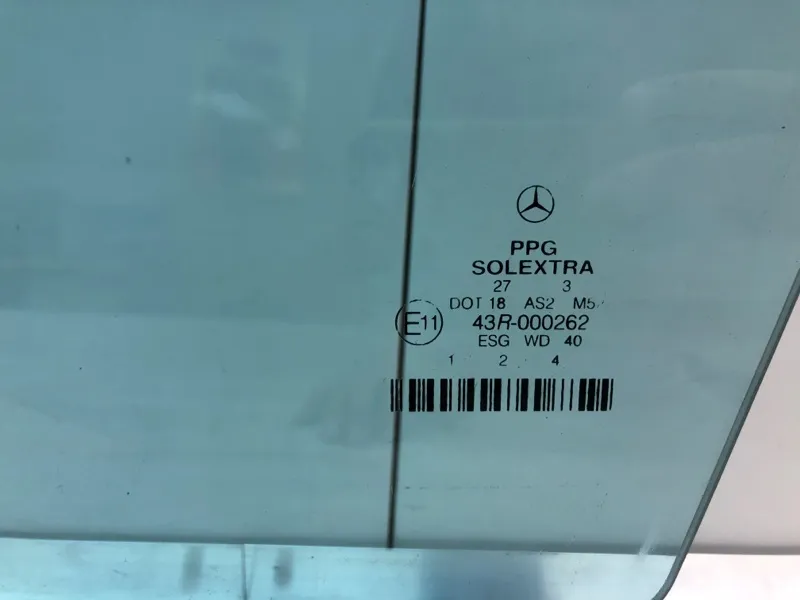 PPG
SOLEXTRA
27 3
DOT 18 AS2 M5
E11 43R-000262
ESG WD 40
1 2 4